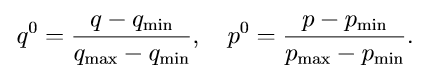 q^0 = \frac{q - q_{\min}}{q_{\max} - q_{\min}}, \quad p^0 = \frac{p - p_{\min}}{p_{\max} - p_{\min}}.